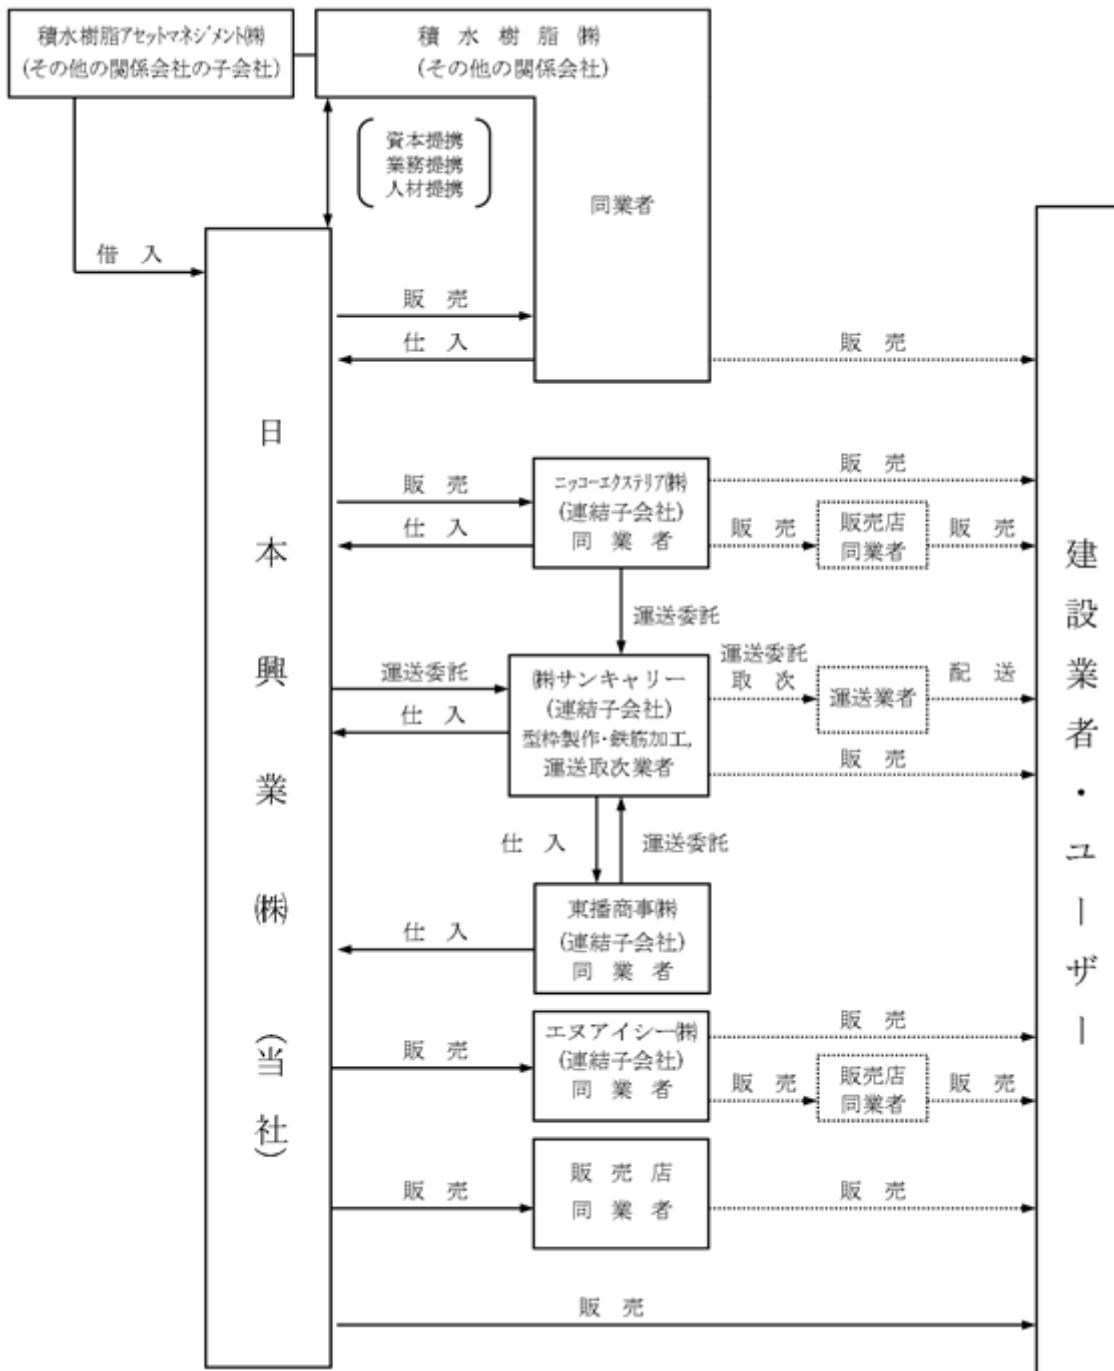 積水樹脂アセットマネジメント㈱
(その他の関係会社の子会社)
積水樹脂㈱
(その他の関係会社)
資本提携
業務提携
人材提携
同業者
借入
販売
仕入
販売
日本興業㈱(当社)
建設業者・ユーザー
販売
仕入
ニッコーエクステリア㈱
(連結子会社)
同業者
販売
販売
販売店
同業者
販売
運送委託
運送委託
仕入
㈱サンキャリー
(連結子会社)
型枠製作・鉄筋加工,
運送取次業者
運送委託
取次
運送業者
配送
販売
仕入
運送委託
仕入
東播商事㈱
(連結子会社)
同業者
販売
エヌアイシー㈱
(連結子会社)
同業者
販売
販売
販売店
同業者
販売
販売
販売店
同業者
販売
販売